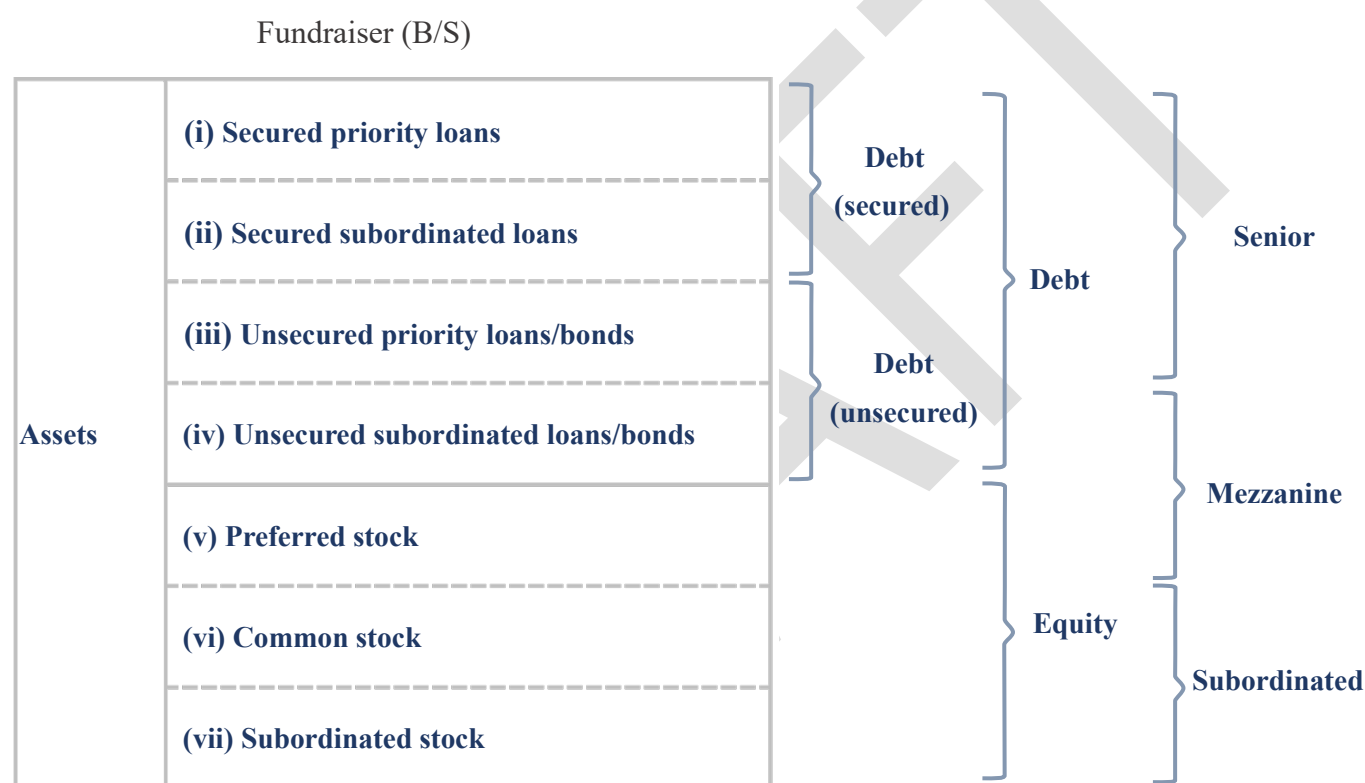 Fundraiser (B/S)
(i) Secured priority loans
(ii) Secured subordinated loans
(iii) Unsecured priority loans/bonds
Assets
(iv) Unsecured subordinated loans/bonds
(v) Preferred stock
(vi) Common stock
(vii) Subordinated stock
Debt
(secured)
Debt
(unsecured)
Debt
Equity
Senior
Mezzanine
Subordinated